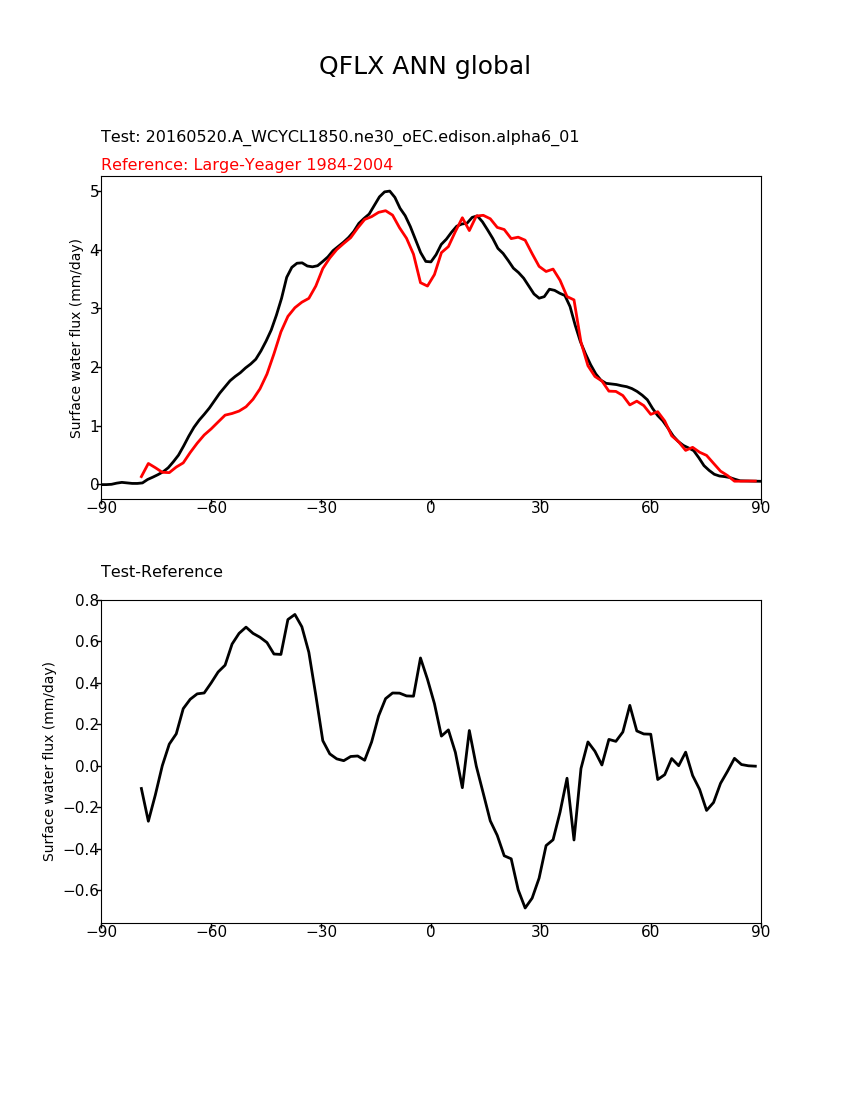 QFLX ANN global
Test: 20160520.A_WCYCL1850.ne30_oEC.edison.alpha6_01
Reference: Large-Yeager 1984-2004
Surface water flux (mm/day)
5
4
3
2
1
0
−90 −60 −30 0 30 60 90
Test-Reference
Surface water flux (mm/day)
0.8
0.6
0.4
0.2
0.0
−0.2
−0.4
−0.6
−90 −60 −30 0 30 60 90